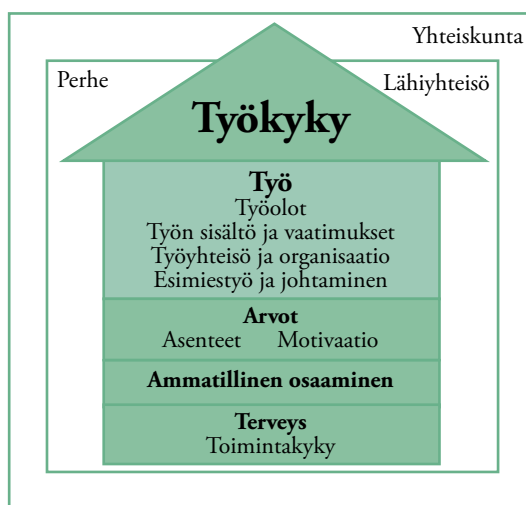 Yhteiskunta
Perhe
Lähiyhteisö
Työkyky
Työ
Työolot
Työn sisältö ja vaatimukset
Työyhteisö ja organisaatio
Esimiestyö ja johtaminen
Arvot
Asenteet Motivaatio
Ammatillinen osaaminen
Terveys
Toimintakyky